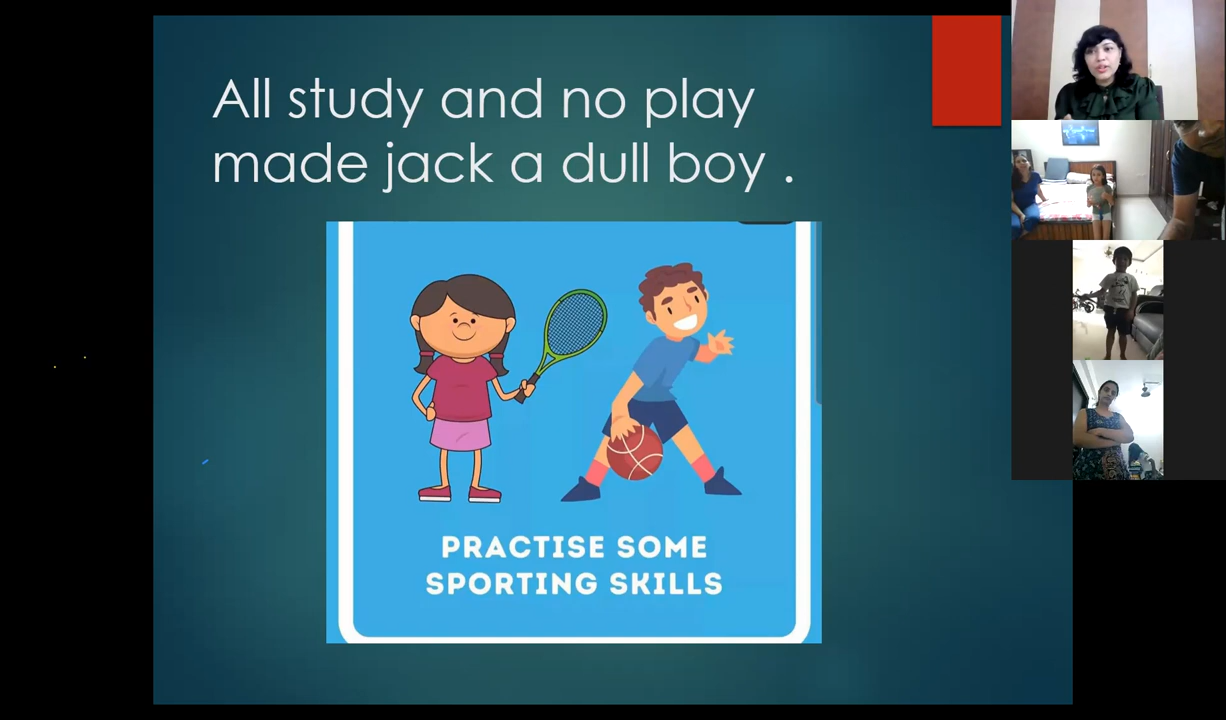 All study and no play
made jack a dull boy .
PRACTISE SOME
SPORTING SKILLS